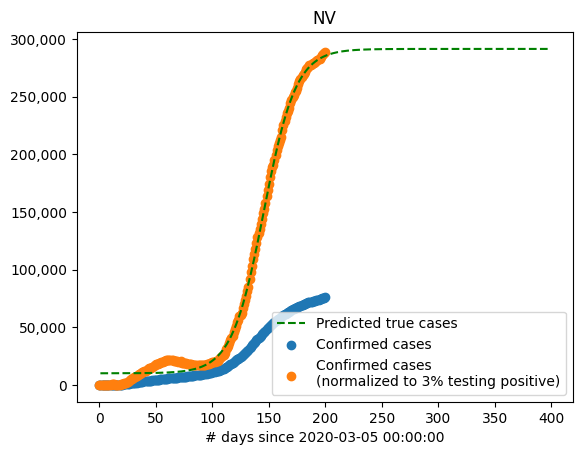 NV
300,000
250,000
200,000
150,000
100,000
50,000
0
0 50 100 150 200 250 300 350 400
# days since 2020-03-05 00:00:00
Predicted true cases
Confirmed cases
Confirmed cases
(normalized to 3% testing positive)